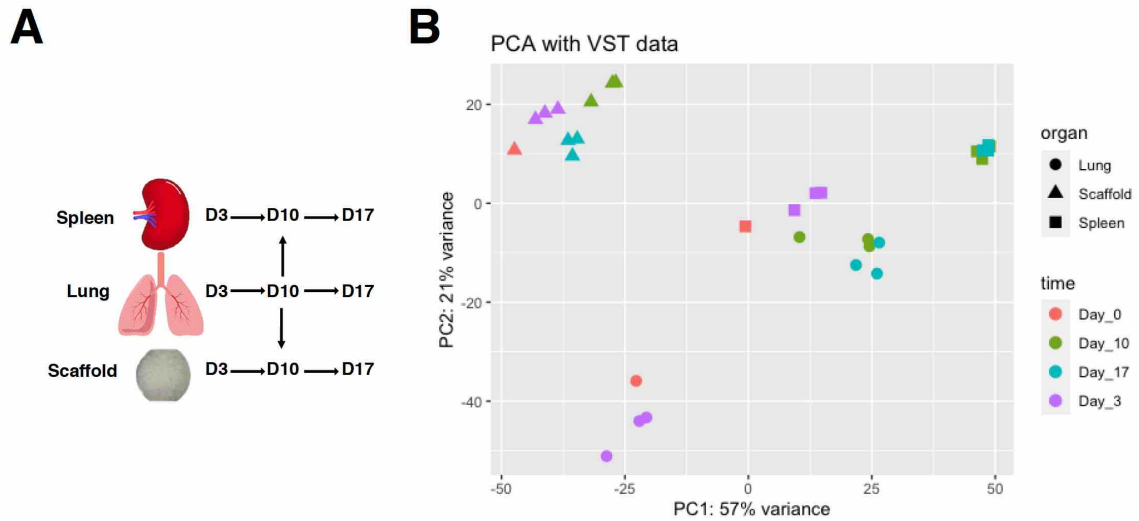 A
Spleen D3 D10 D17
Lung D3 D10 D17
Scaffold D3 D10 D17
B
PCA with VST data
20
0
-20
-40
PC2: 21% variance
-50 -25 0 25 50
PC1: 57% variance
organ
Lung
Scaffold
Spleen
time
Day_0
Day_10
Day_17
Day_3